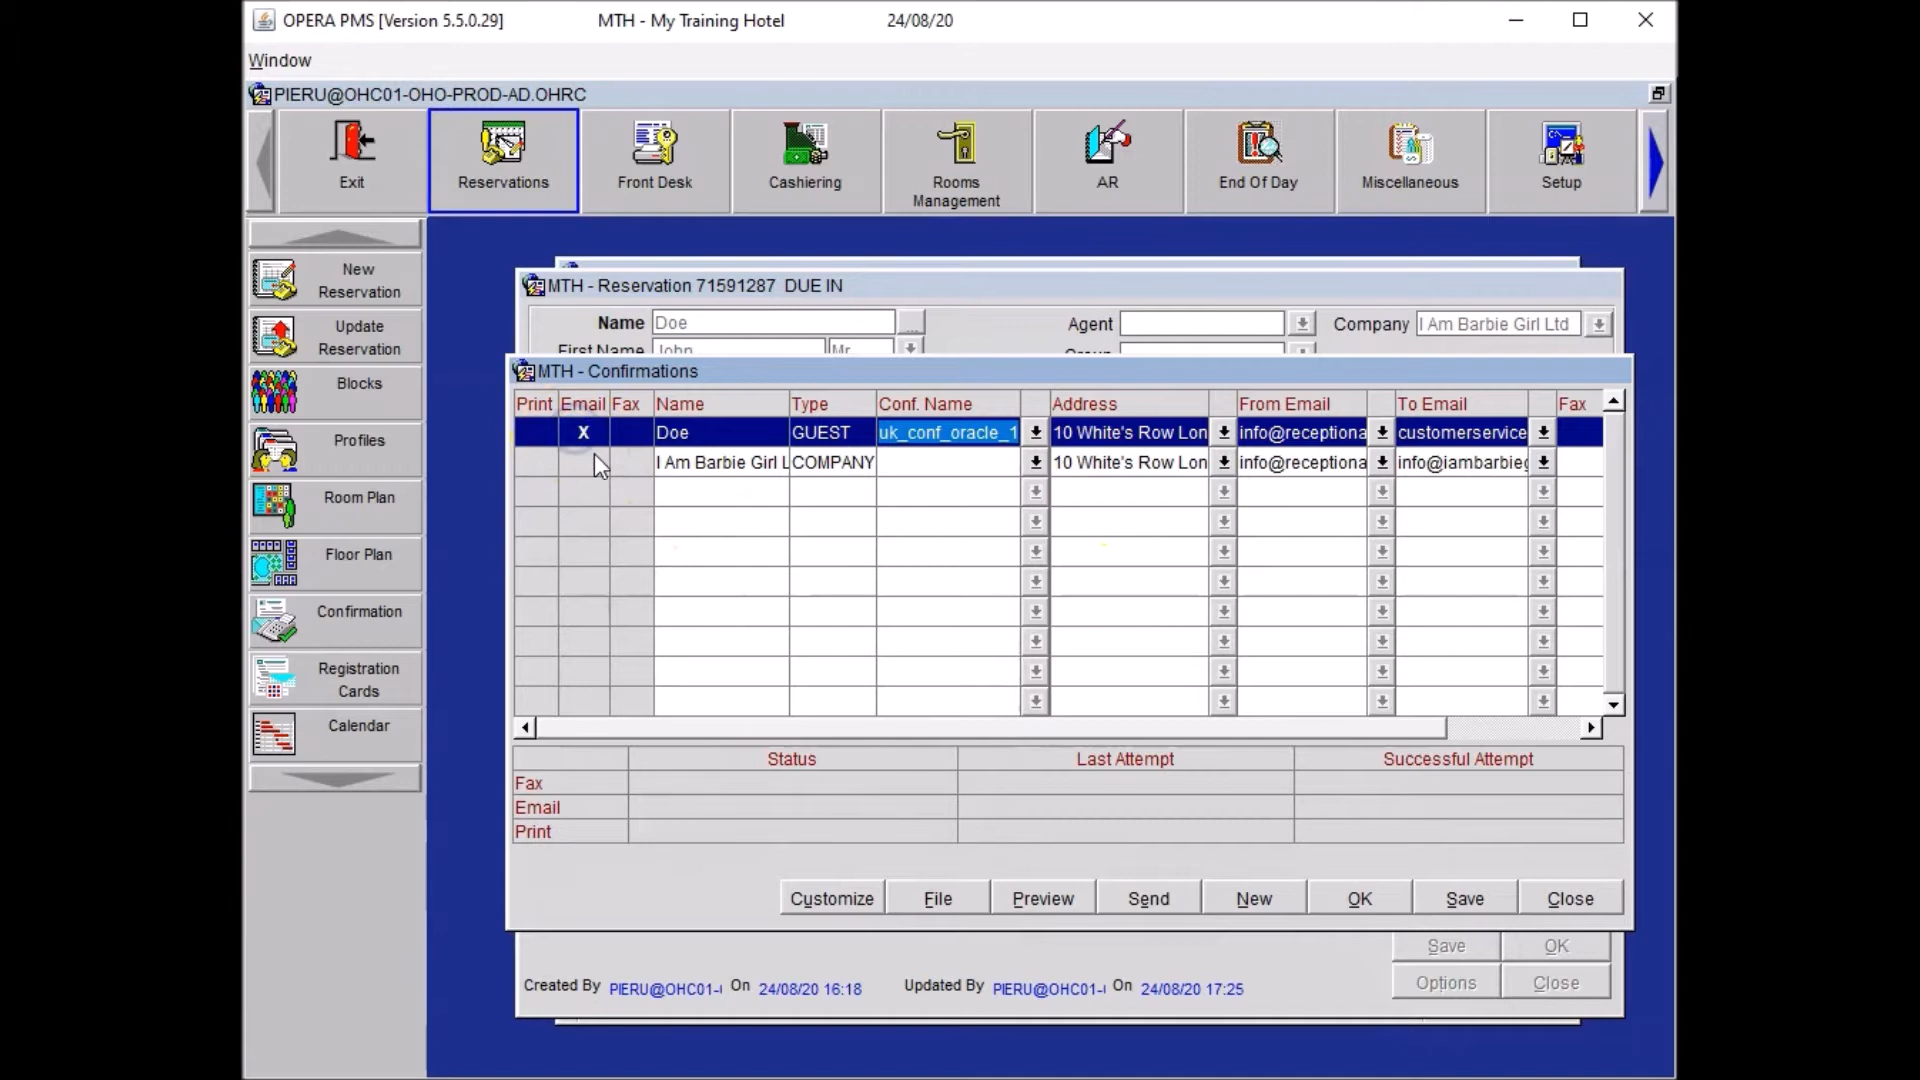 OPERA PMS [Version 5.5.0.29] MTH - My Training Hotel 24/08/20
Window
PIERU@OHC01-OHO-PROD-AD.OHRC
Exit Reservations Front Desk Cashiering Rooms Management AR End Of Day Miscellaneous Setup
New Reservation
Update Reservation
Blocks
Profiles
Room Plan
Floor Plan
Confirmation
Registration Cards
Calendar
MTH - Reservation 71591287 DUE IN
Name Doe ... Agent Company I Am Barbie Girl Ltd
First Name John Mr
MTH - Confirmations
Print Email Fax Name Type Conf. Name Address From Email To Email Fax
X Doe GUEST uk_conf_oracle_1 10 White's Row Lon info@receptiona customerservice
I Am Barbie Girl L COMPANY 10 White's Row Lon info@receptiona info@iambarbie
Status Last Attempt Successful Attempt
Fax
Email
Print
Customize File Preview Send New OK Save Close
Save OK
Created By PIERU@OHC01- On 24/08/20 16:18 Updated By PIERU@OHC01- On 24/08/20 17:25
Options Close